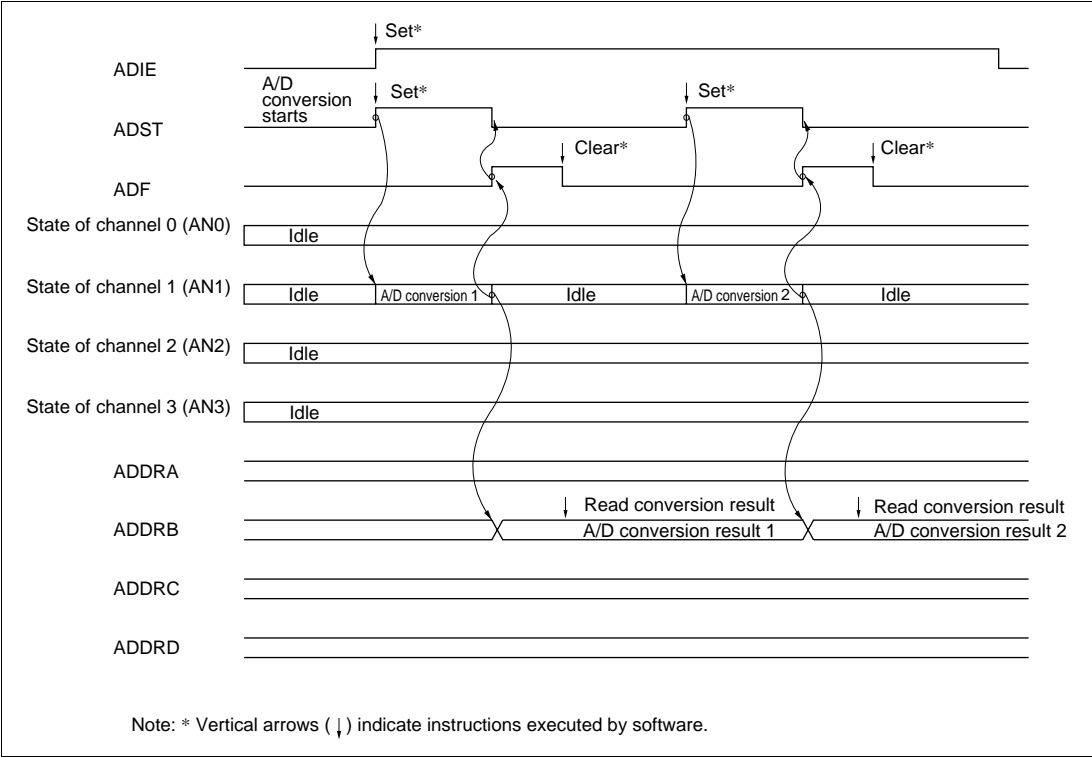 Set*
ADIE
A/D
conversion
starts
Set*
Set*
ADST
Clear*
Clear*
ADF
State of channel 0 (AN0)
Idle
State of channel 1 (AN1)
Idle
A/D conversion 1
Idle
A/D conversion 2
Idle
State of channel 2 (AN2)
Idle
State of channel 3 (AN3)
Idle
ADDRA
Read conversion result
Read conversion result
ADDRB
A/D conversion result 1
A/D conversion result 2
ADDRC
ADDRD
Note: * Vertical arrows (↓) indicate instructions executed by software.